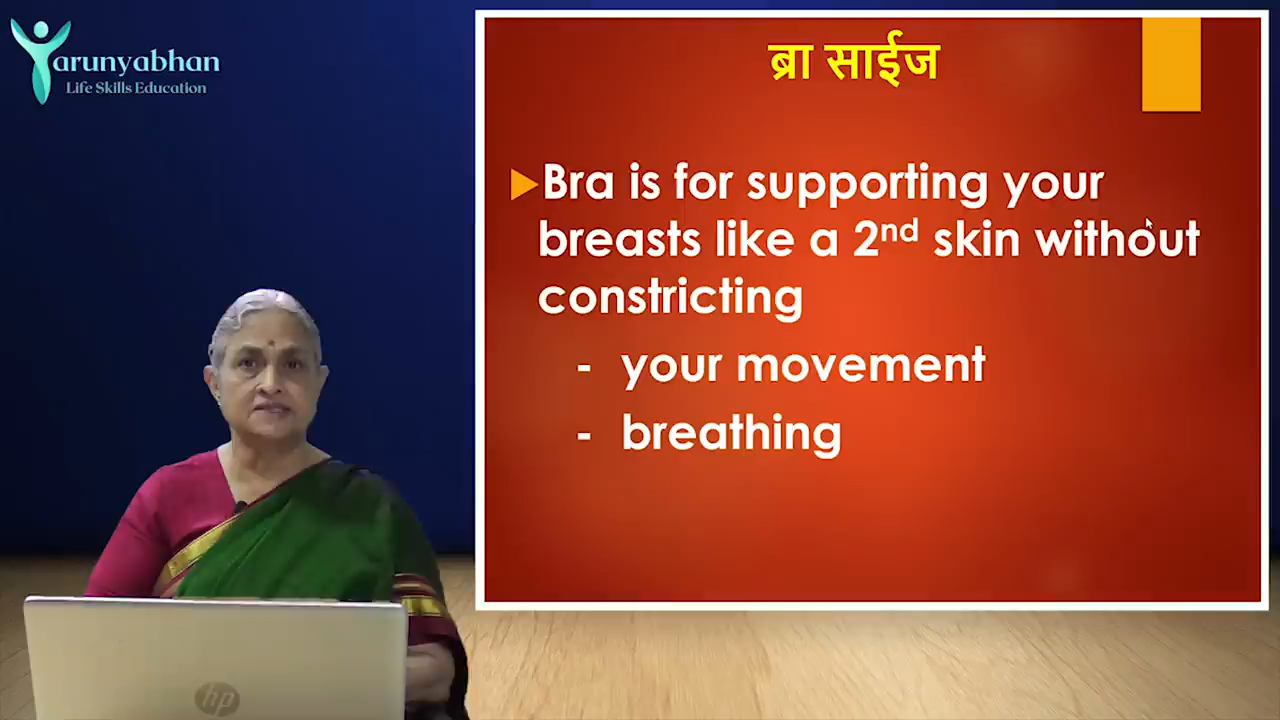 arunyabhan
Life Skills Education
ब्रा साईज
Bra is for supporting your
breasts like a 2nd skin without
constricting
- your movement
- breathing
hp